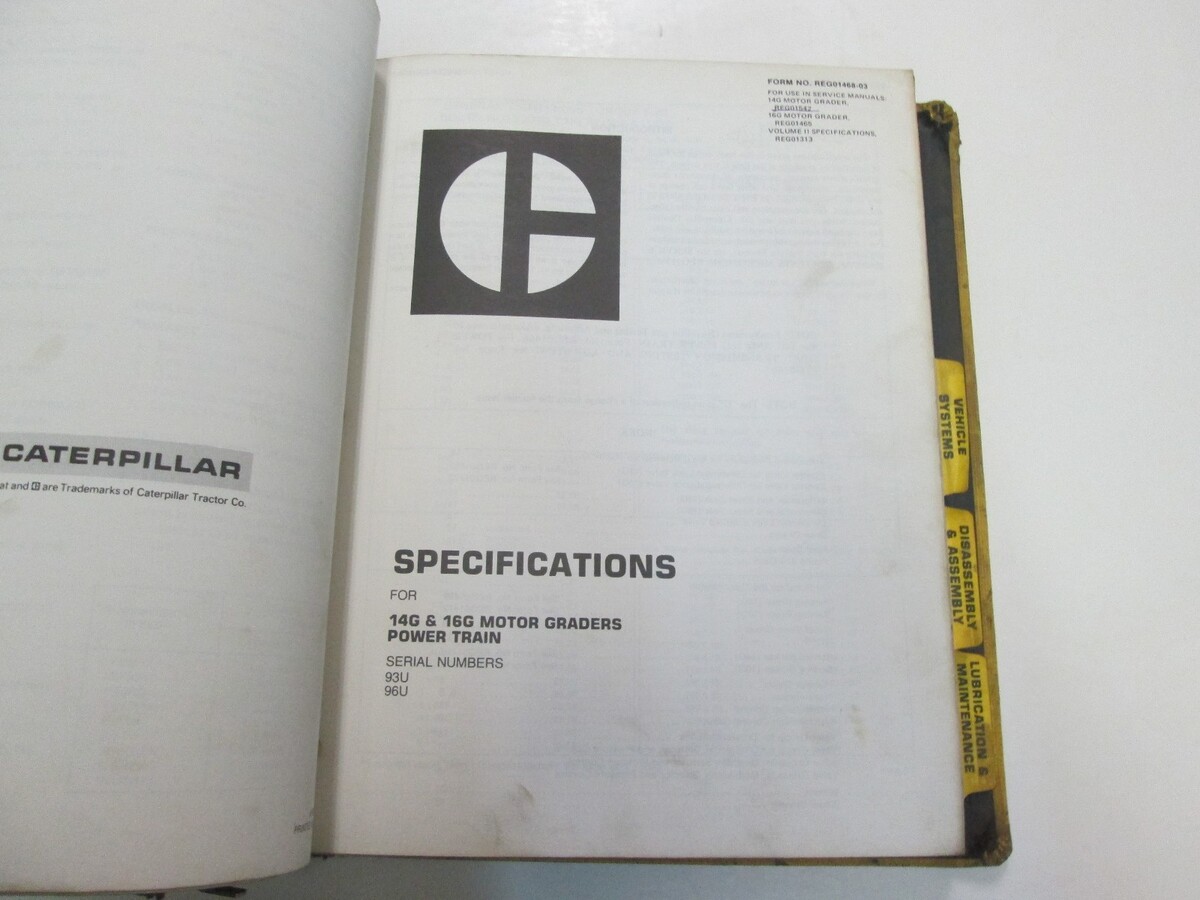 CATERPILLAR
at and are Trademarks of Caterpillar Tractor Co.
FORM NO. REG01468-03
FOR USE IN SERVICE MANUALS:
14G MOTOR GRADER,
REG01542
16G MOTOR GRADER,
REG01465
VOLUME II SPECIFICATIONS,
REG01313
SPECIFICATIONS
FOR
14G & 16G MOTOR GRADERS
POWER TRAIN
SERIAL NUMBERS
93U
96U
VEHICLE
SYSTEMS
DISASSEMBLY
& ASSEMBLY
LUBRICATION &
MAINTENANCE